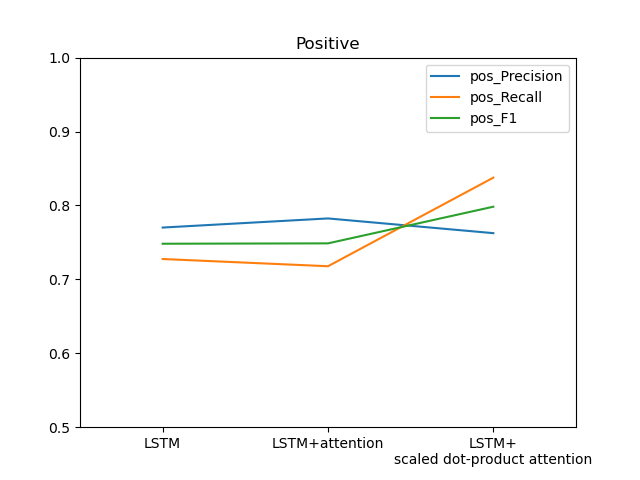 Positive
1.0
0.9
0.8
0.7
0.6
0.5
pos_Precision
pos_Recall
pos_F1
LSTM
LSTM+attention
LSTM+
scaled dot-product attention